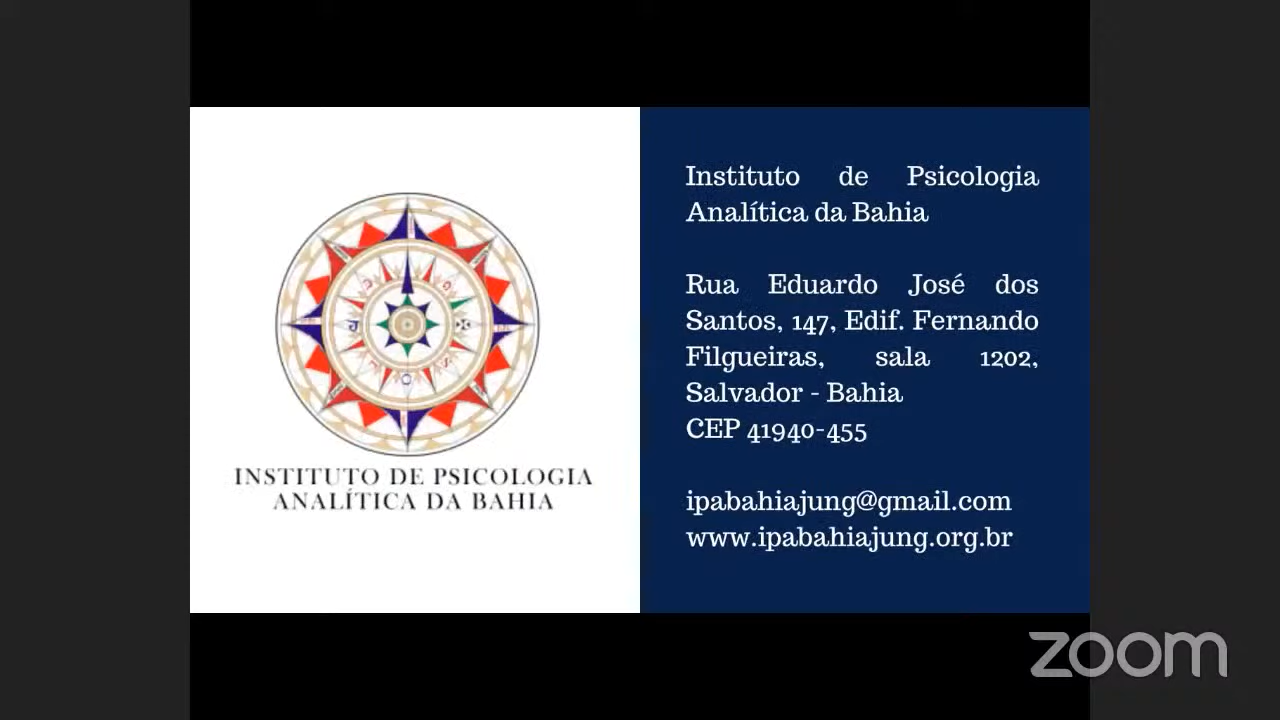 INSTITUTO DE PSICOLOGIA
ANALÍTICA DA BAHIA
Instituto de Psicologia
Analítica da Bahia
Rua Eduardo José dos
Santos, 147, Edif. Fernando
Filgueiras, sala 1202,
Salvador - Bahia
CEP 41940-455
ipabahiajung@gmail.com
www.ipabahiajung.org.br
zoom